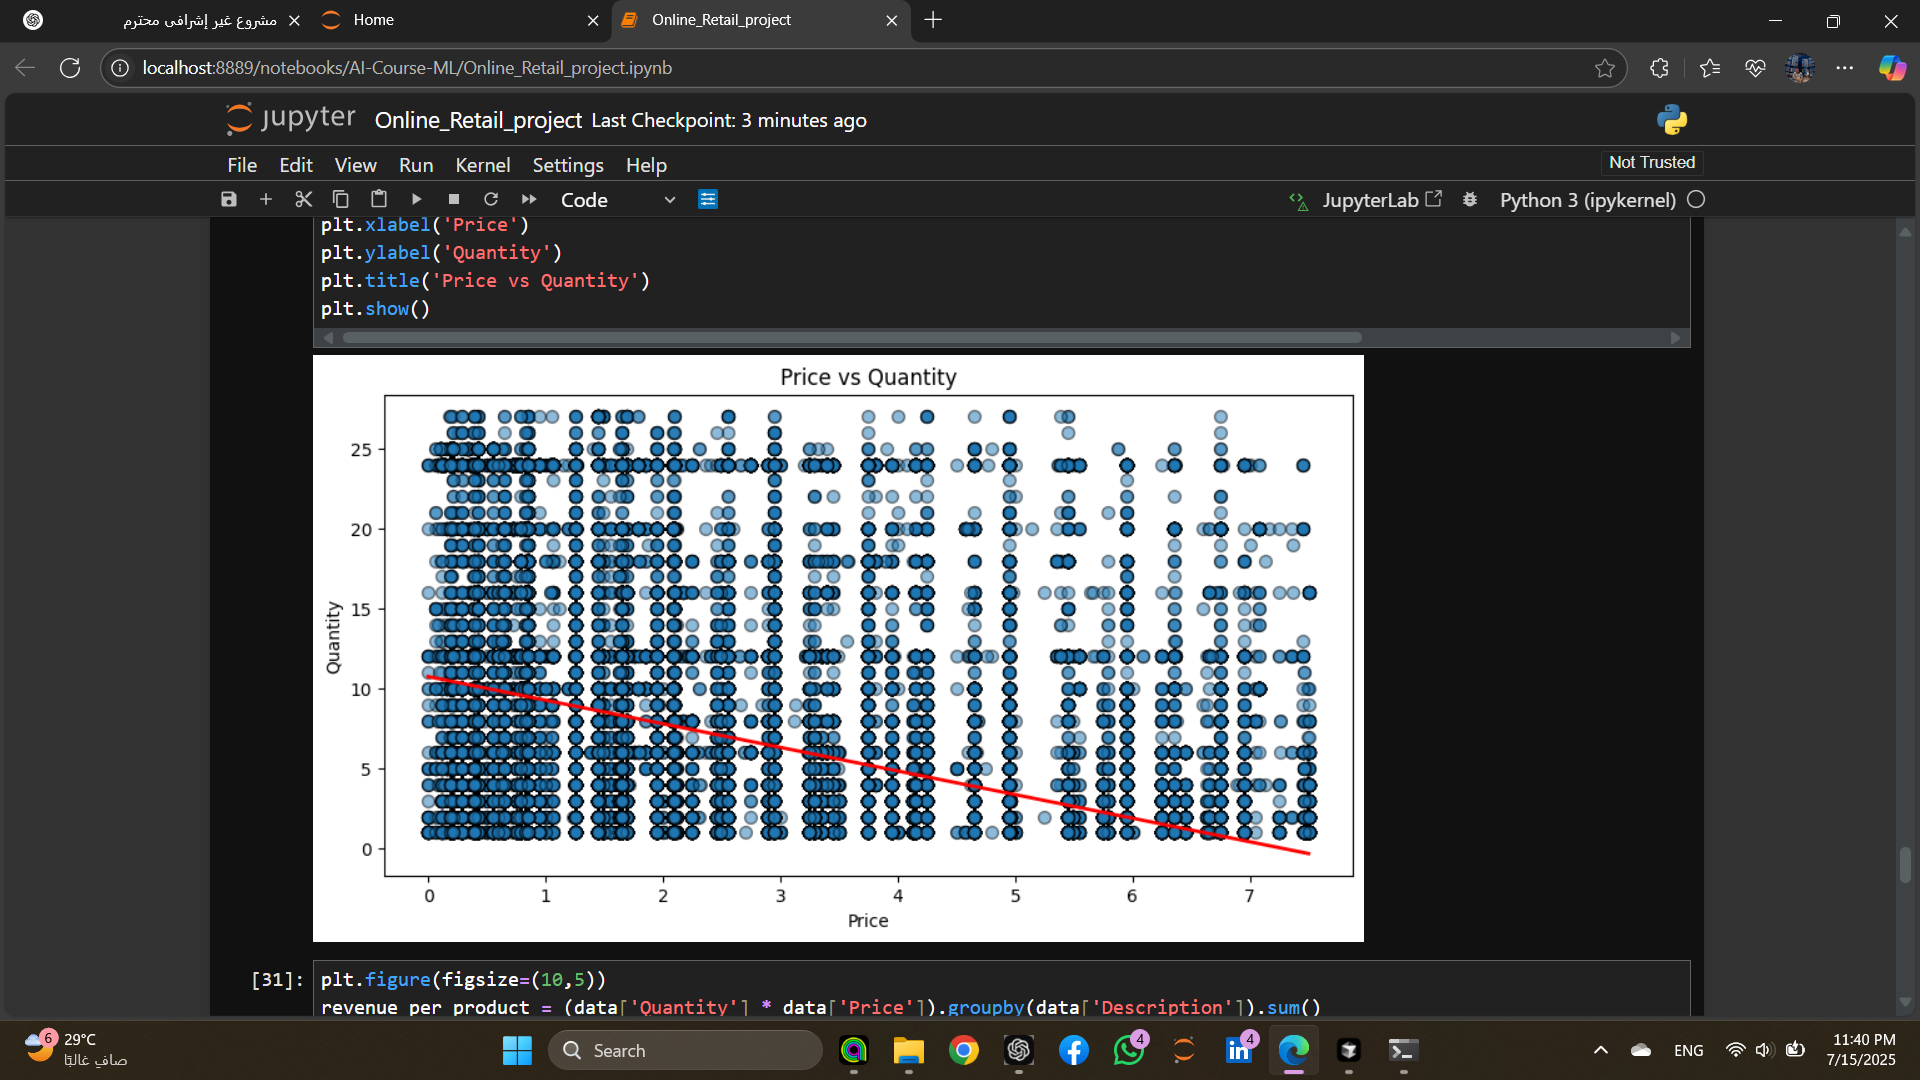 مشروع غير إشرافى محترم
Home
Online_Retail_project
localhost:8889/notebooks/AI-Course-ML/Online_Retail_project.ipynb
jupyter Online_Retail_project Last Checkpoint: 3 minutes ago
File Edit View Run Kernel Settings Help
Not Trusted
Code
JupyterLab
Python 3 (ipykernel)
plt.xlabel('Price')
plt.ylabel('Quantity')
plt.title('Price vs Quantity')
plt.show()
Price vs Quantity
25
20
15
10
5
0
Quantity
0 1 2 3 4 5 6 7
Price
[31]:
plt.figure(figsize=(10,5))
revenue_per_product = (data['Quantity'] * data['Price']).groupby(data['Description']).sum()
6
29°C
صافٍ غالبًا
Search
4
4
ENG
11:40 PM
7/15/2025